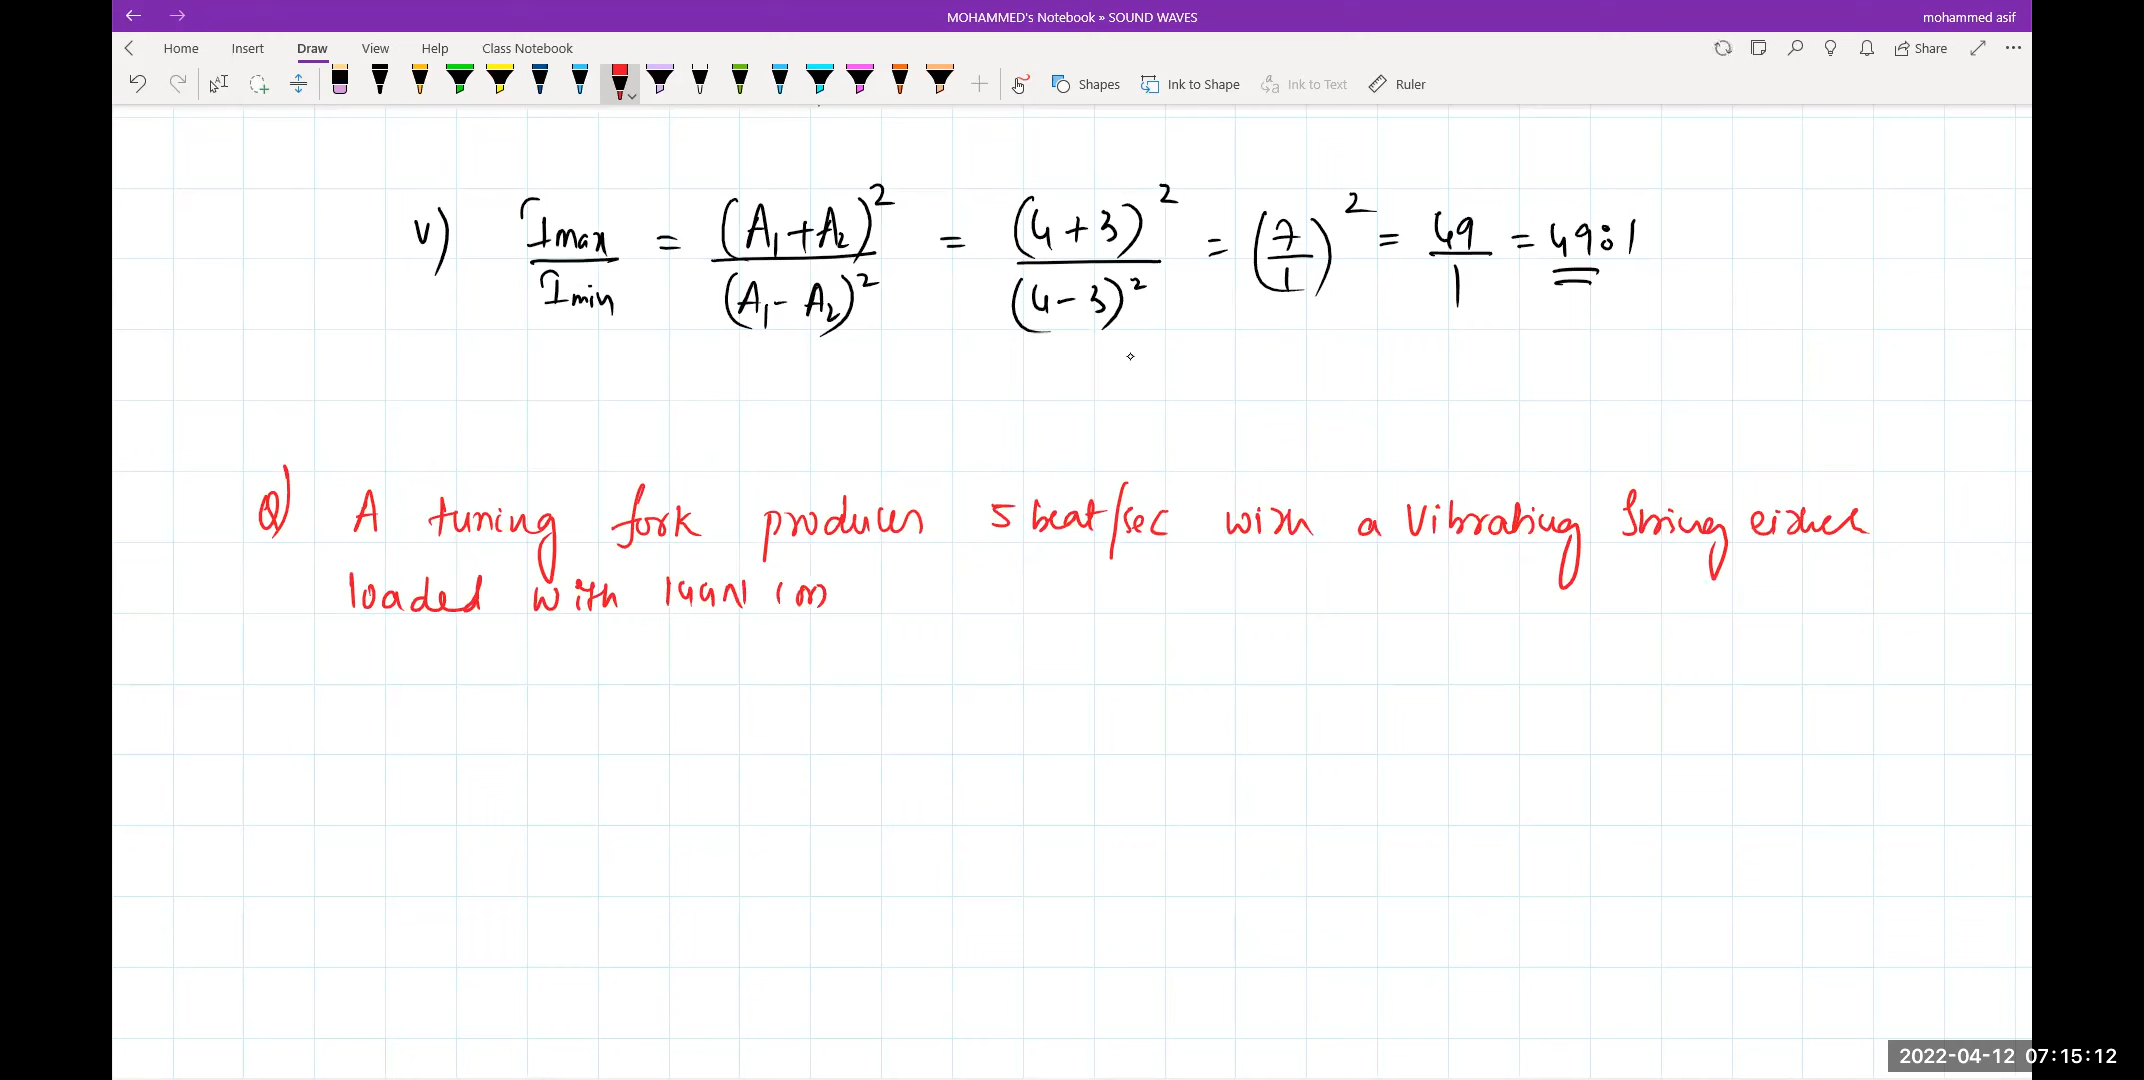 MOHAMMED's Notebook » SOUND WAVES
mohammed asif
Home Insert Draw View Help Class Notebook
Share
Shapes Ink to Shape Ink to Text Ruler
v) Imax/Imin = (A₁+A₂)²/(A₁-A₂)² = (4+3)²/(4-3)² = (7/1)² = 49/1 = 49:1
Q) A tuning fork produces 5 beat/sec with a Vibrating String either
loaded with 144N (or)
2022-04-12 07:15:12